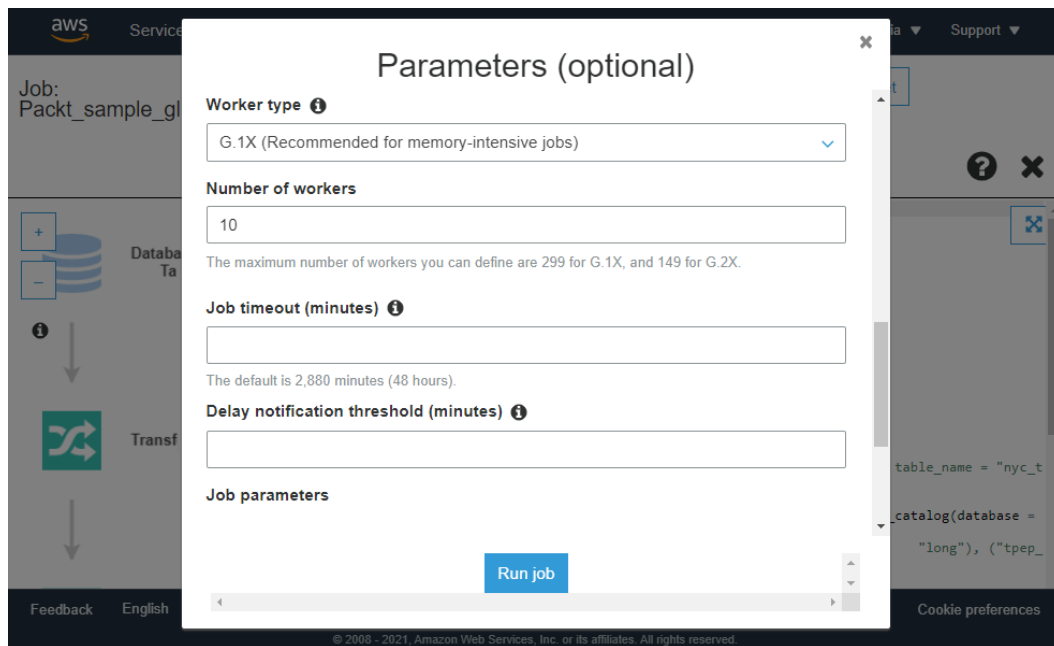 aws
Service
ia
Support
Parameters (optional)
Job:
Packt_sample_gl
t
Worker type
G.1X (Recommended for memory-intensive jobs)
Number of workers
10
The maximum number of workers you can define are 299 for G.1X, and 149 for G.2X.
+
Databa
Ta
–
Job timeout (minutes)
The default is 2,880 minutes (48 hours).
Delay notification threshold (minutes)
Transf
table_name = "nyc_t
Job parameters
_catalog(database =
"long"), ("tpep_
Run job
Feedback
English
Cookie preferences
© 2008 - 2021, Amazon Web Services, Inc. or its affiliates. All rights reserved.